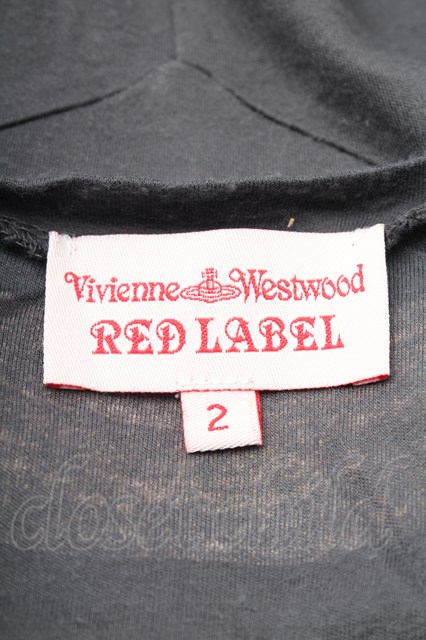 Vivienne Westwood
RED LABEL
2
closet child